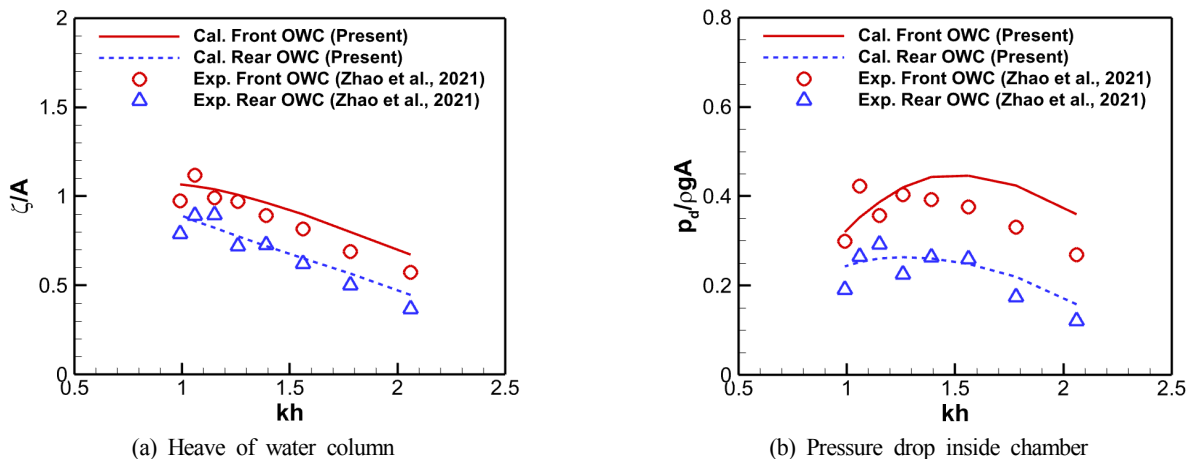 2
1.5
1
0.5
0
0.5
1
1.5
2
2.5
ζ/A
kh
Cal. Front OWC (Present)
Cal. Rear OWC (Present)
Exp. Front OWC (Zhao et al., 2021)
Exp. Rear OWC (Zhao et al., 2021)
(a) Heave of water column
0.8
0.6
0.4
0.2
0
0.5
1
1.5
2
2.5
p_d/ρgA
kh
Cal. Front OWC (Present)
Cal. Rear OWC (Present)
Exp. Front OWC (Zhao et al., 2021)
Exp. Rear OWC (Zhao et al., 2021)
(b) Pressure drop inside chamber